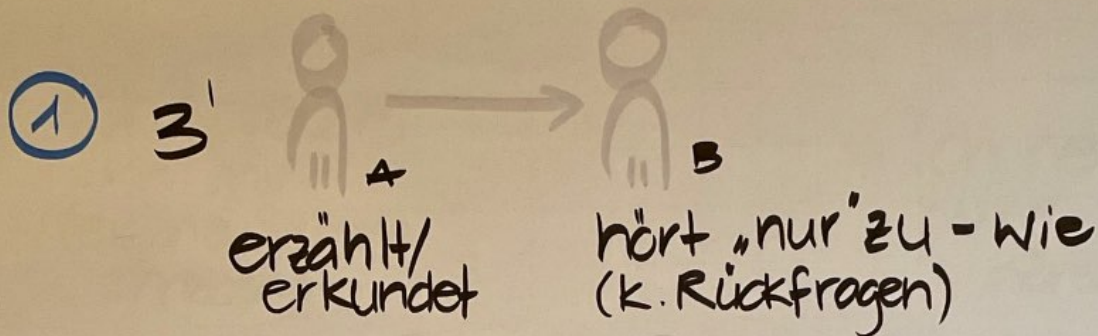 1 3' A B
erzählt/ hört „nur" zu - wie
erkundet (k. Rückfragen)